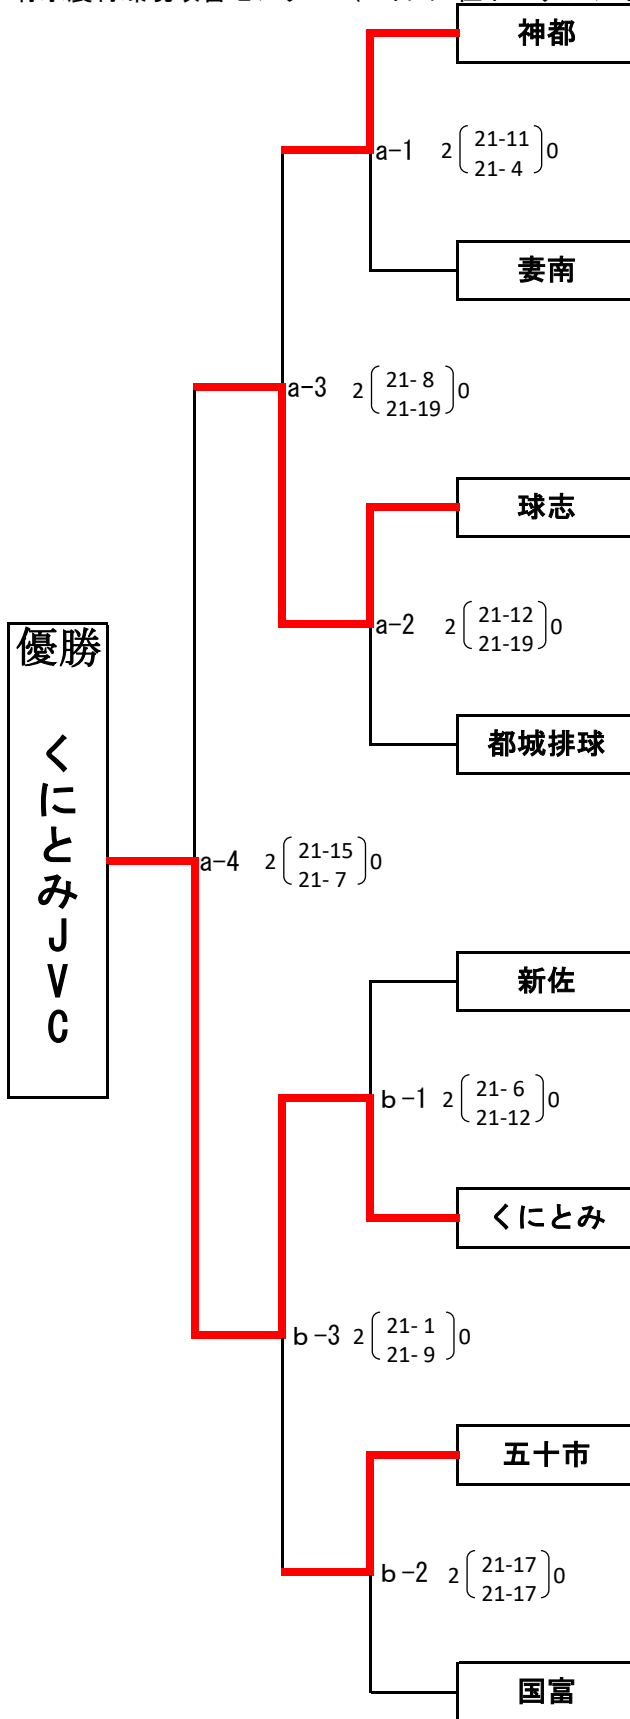 神都
a-1 2 21-11 0
21- 4
妻南
a-3 2 21- 8 0
21-19
球志
a-2 2 21-12 0
21-19
都城排球
優勝
くにとみJVC
a-4 2 21-15 0
21- 7
新佐
b-1 2 21- 6 0
21-12
くにとみ
b-3 2 21- 1 0
21- 9
五十市
b-2 2 21-17 0
21-17
国富